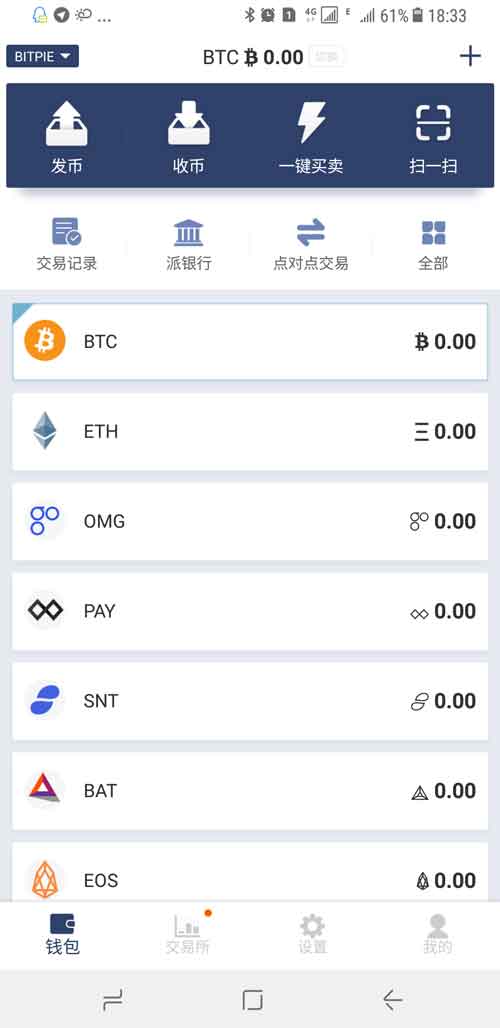 ... 4G E 61% 18:33
BITPIE BTC 0.00 切换
发币 收币 一键买卖 扫一扫
交易记录 派银行 点对点交易 全部
BTC 0.00
ETH 0.00
OMG 0.00
PAY 0.00
SNT 0.00
BAT 0.00
EOS 0.00
钱包 交易所 设置 我的